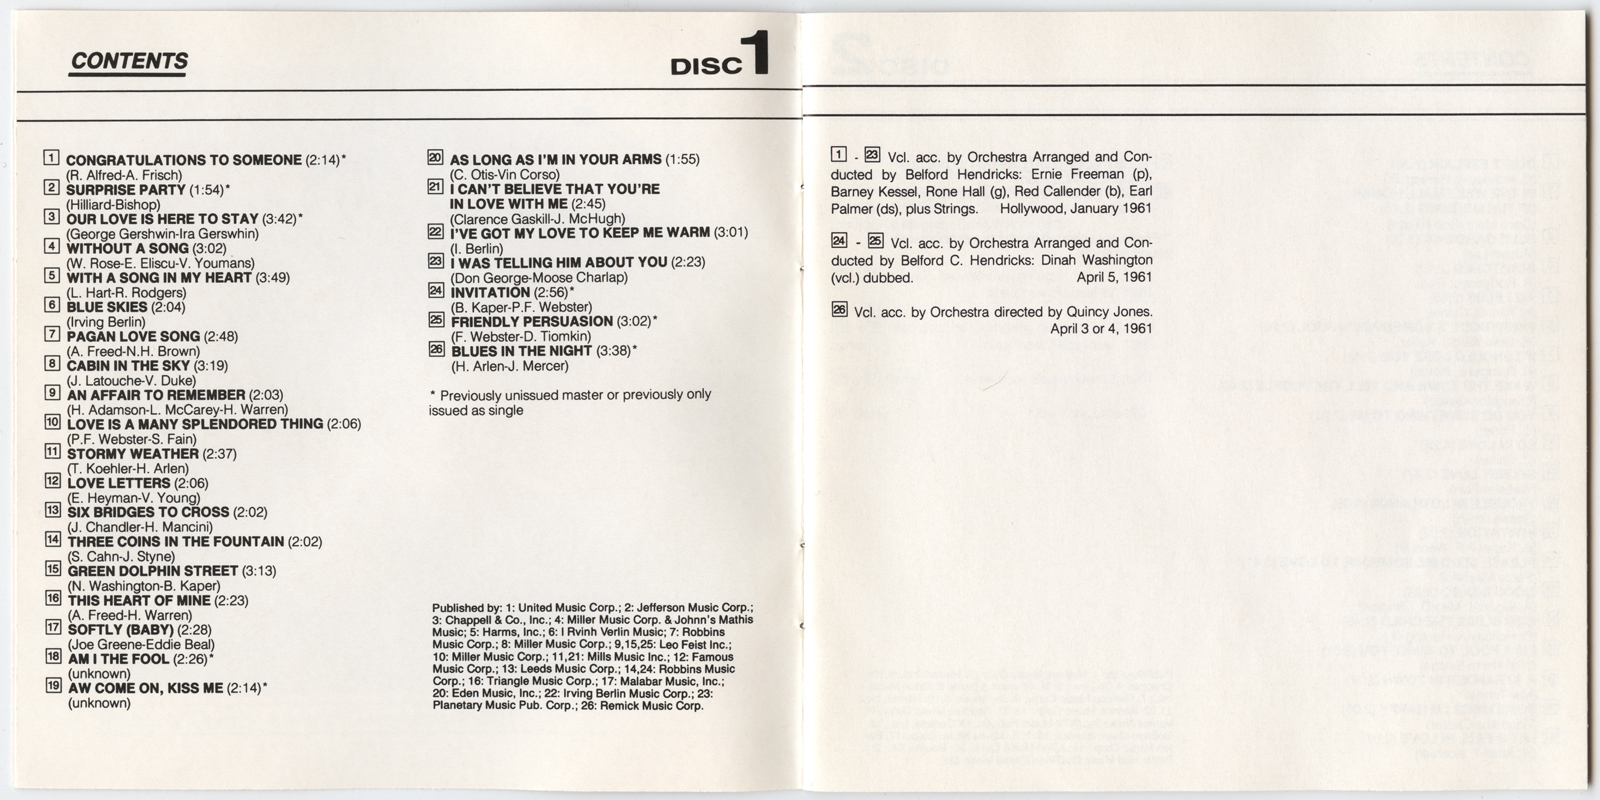 CONTENTS
DISC 1
1 CONGRATULATIONS TO SOMEONE (2:14)*
(R. Alfred-A. Frisch)
2 SURPRISE PARTY (1:54)*
(Hilliard-Bishop)
3 OUR LOVE IS HERE TO STAY (3:42)*
(George Gershwin-Ira Gerswhin)
4 WITHOUT A SONG (3:02)
(W. Rose-E. Eliscu-V. Youmans)
5 WITH A SONG IN MY HEART (3:49)
(L. Hart-R. Rodgers)
6 BLUE SKIES (2:04)
(Irving Berlin)
7 PAGAN LOVE SONG (2:48)
(A. Freed-N.H. Brown)
8 CABIN IN THE SKY (3:19)
(J. Latouche-V. Duke)
9 AN AFFAIR TO REMEMBER (2:03)
(H. Adamson-L. McCarey-H. Warren)
10 LOVE IS A MANY SPLENDORED THING (2:06)
(P.F. Webster-S. Fain)
11 STORMY WEATHER (2:37)
(T. Koehler-H. Arlen)
12 LOVE LETTERS (2:06)
(E. Heyman-V. Young)
13 SIX BRIDGES TO CROSS (2:02)
(J. Chandler-H. Mancini)
14 THREE COINS IN THE FOUNTAIN (2:02)
(S. Cahn-J. Styne)
15 GREEN DOLPHIN STREET (3:13)
(N. Washington-B. Kaper)
16 THIS HEART OF MINE (2:23)
(A. Freed-H. Warren)
17 SOFTLY (BABY) (2:28)
(Joe Greene-Eddie Beal)
18 AM I THE FOOL (2:26)*
(unknown)
19 AW COME ON, KISS ME (2:14)*
(unknown)
20 AS LONG AS I'M IN YOUR ARMS (1:55)
(C. Otis-Vin Corso)
21 I CAN'T BELIEVE THAT YOU'RE
IN LOVE WITH ME (2:45)
(Clarence Gaskill-J. McHugh)
22 I'VE GOT MY LOVE TO KEEP ME WARM (3:01)
(I. Berlin)
23 I WAS TELLING HIM ABOUT YOU (2:23)
(Don George-Moose Charlap)
24 INVITATION (2:56)*
(B. Kaper-P.F. Webster)
25 FRIENDLY PERSUASION (3:02)*
(F. Webster-D. Tiomkin)
26 BLUES IN THE NIGHT (3:38)*
(H. Arlen-J. Mercer)
* Previously unissued master or previously only
issued as single
Published by: 1: United Music Corp.; 2: Jefferson Music Corp.;
3: Chappell & Co., Inc.; 4: Miller Music Corp. & Johnn's Mathis
Music; 5: Harms, Inc.; 6: I Rvinh Verlin Music; 7: Robbins
Music Corp.; 8: Miller Music Corp.; 9,15,25: Leo Feist Inc.;
10: Miller Music Corp.; 11,21: Mills Music Inc.; 12: Famous
Music Corp.; 13: Leeds Music Corp.; 14,24: Robbins Music
Corp.; 16: Triangle Music Corp.; 17: Malabar Music, Inc.;
20: Eden Music, Inc.; 22: Irving Berlin Music Corp.; 23:
Planetary Music Pub. Corp.; 26: Remick Music Corp.
1 - 23 Vcl. acc. by Orchestra Arranged and Con-
ducted by Belford Hendricks: Ernie Freeman (p),
Barney Kessel, Rone Hall (g), Red Callender (b), Earl
Palmer (ds), plus Strings. Hollywood, January 1961
24 - 25 Vcl. acc. by Orchestra Arranged and Con-
ducted by Belford C. Hendricks: Dinah Washington
(vcl.) dubbed. April 5, 1961
26 Vcl. acc. by Orchestra directed by Quincy Jones.
April 3 or 4, 1961